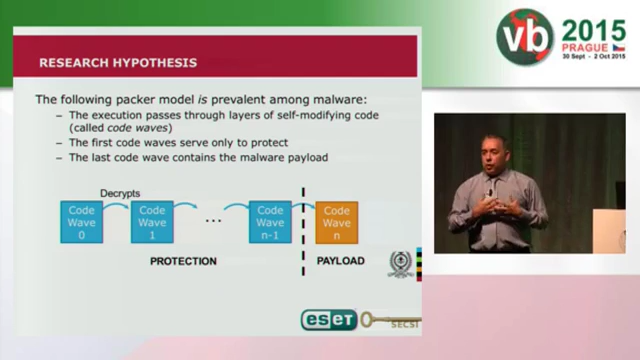 RESEARCH HYPOTHESIS
The following packer model is prevalent among malware:
– The execution passes through layers of self-modifying code
(called code waves)
– The first code waves serve only to protect
– The last code wave contains the malware payload
Decrypts
Code
Wave
0
Code
Wave
1
...
Code
Wave
n-1
Code
Wave
n
PROTECTION
PAYLOAD
eseT
SECSI
vb
2015
PRAGUE
30 Sept - 2 Oct 2015